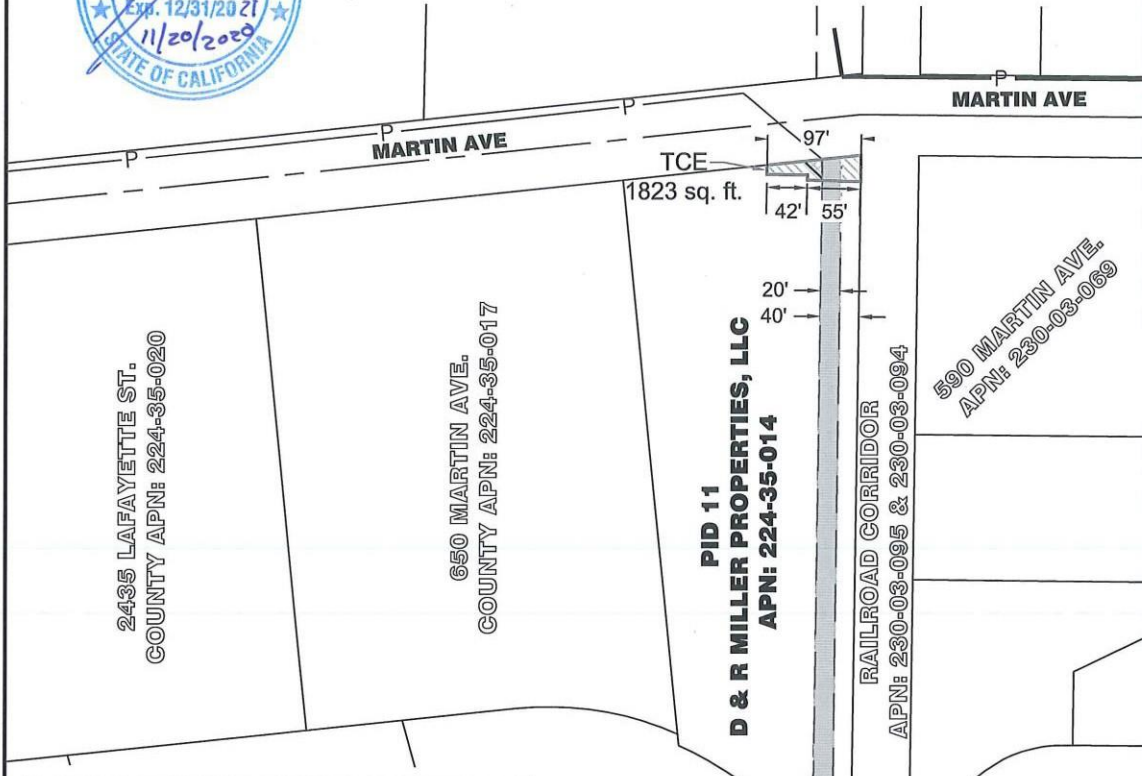 Exp. 12/31/2021
11/20/2020
STATE OF CALIFORNIA
P
MARTIN AVE
P
P
P
MARTIN AVE
97'
TCE
1823 sq. ft.
42'
55'
20'
40'
2435 LAFAYETTE ST.
COUNTY APN: 224-35-020
650 MARTIN AVE.
COUNTY APN: 224-35-017
PID 11
D & R MILLER PROPERTIES, LLC
APN: 224-35-014
RAILROAD CORRIDOR
APN: 230-03-095 & 230-03-094
590 MARTIN AVE.
APN: 230-03-069